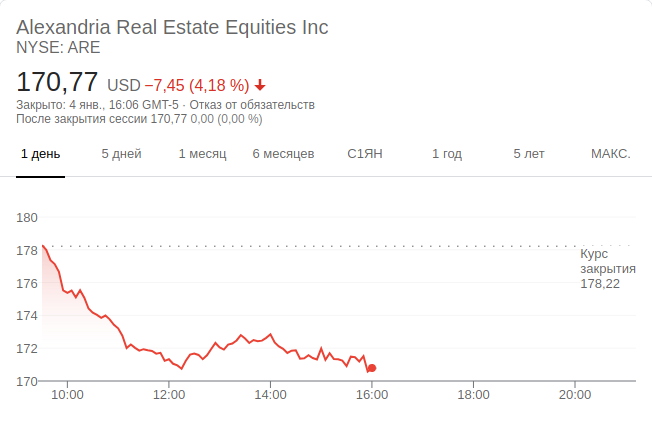 Alexandria Real Estate Equities Inc
NYSE: ARE
170,77 USD −7,45 (4,18 %)
Закрыто: 4 янв., 16:06 GMT-5 · Отказ от обязательств
После закрытия сессии 170,77 0,00 (0,00 %)
1 день 5 дней 1 месяц 6 месяцев С1ЯН 1 год 5 лет МАКС.
180
178
Курс
закрытия
178,22
176
174
172
170
10:00 12:00 14:00 16:00 18:00 20:00